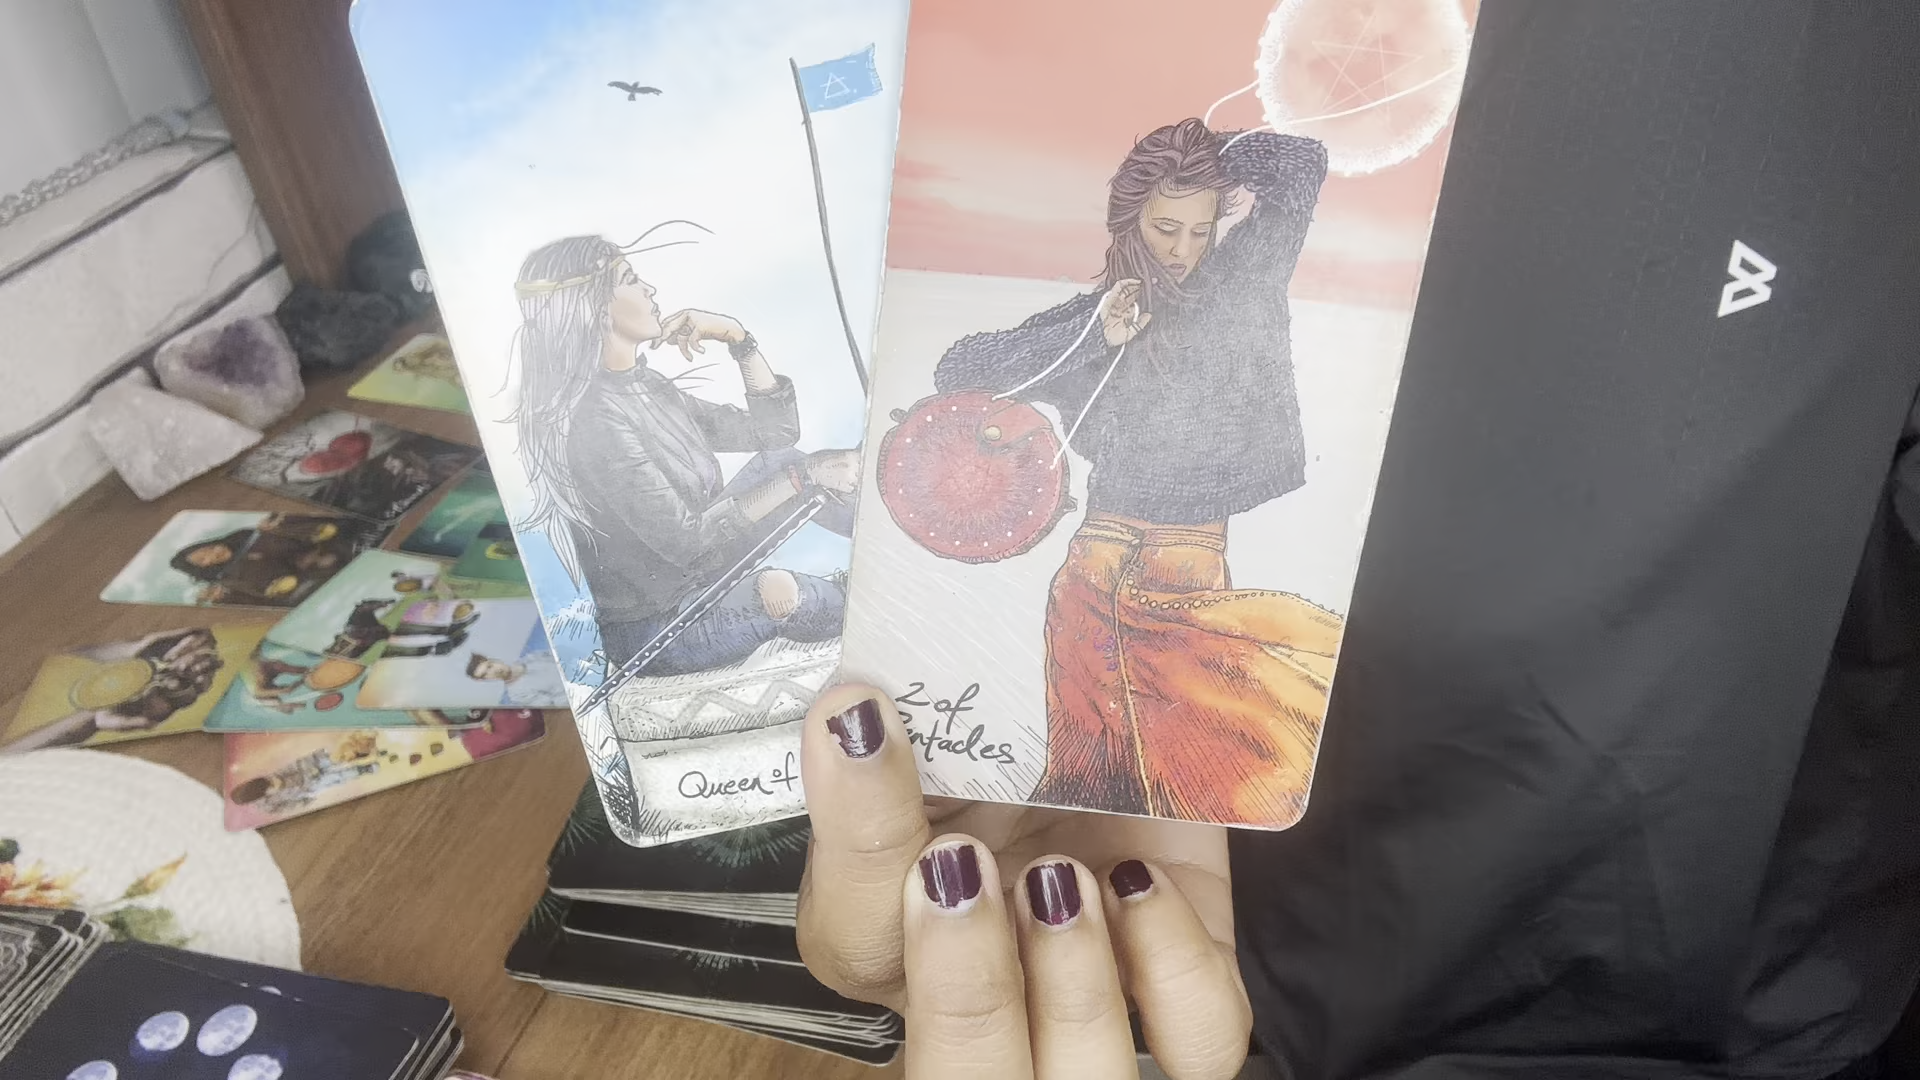 Queen of
2 of
entacles